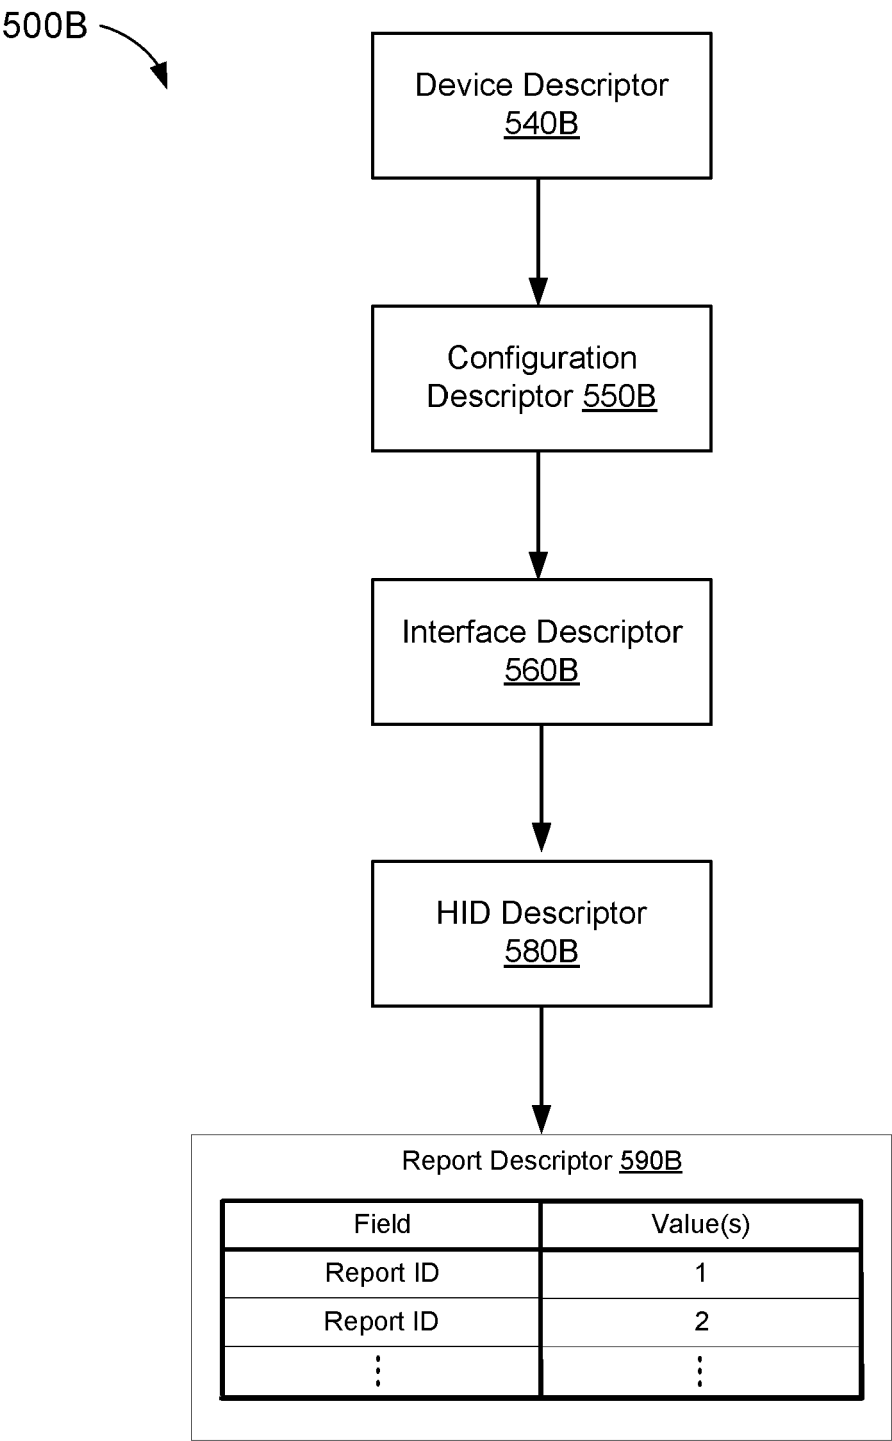 500B
Device Descriptor
540B
Configuration
Descriptor 550B
Interface Descriptor
560B
HID Descriptor
580B
Report Descriptor 590B
Field Value(s)
Report ID 1
Report ID 2